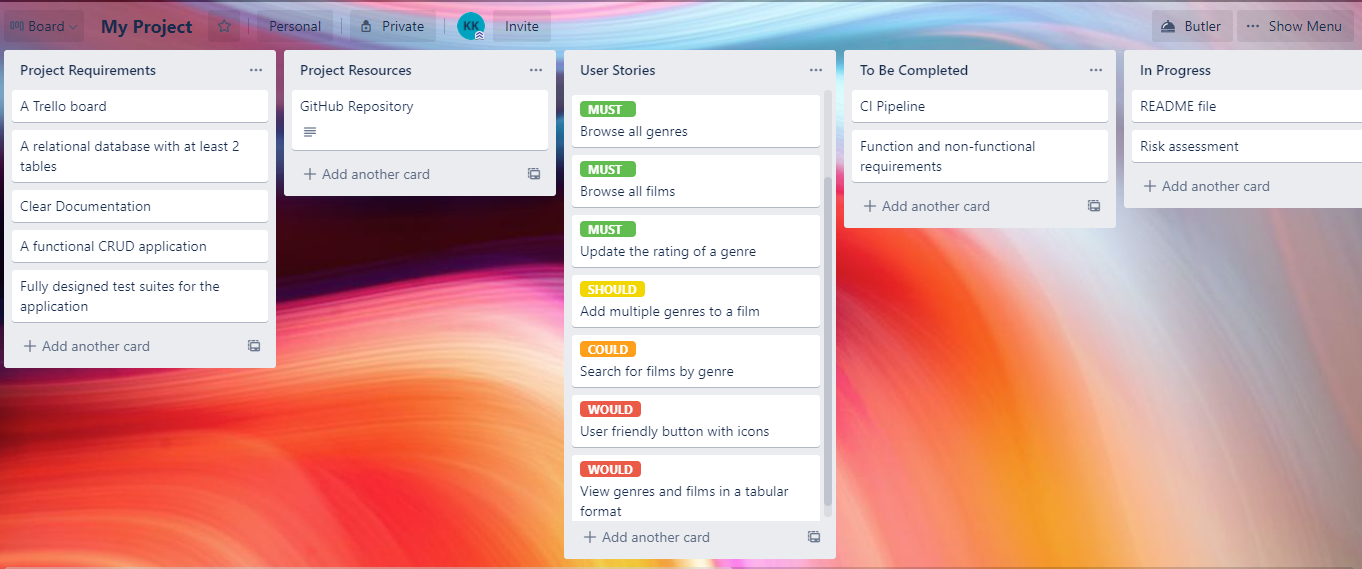 Board
My Project
Personal
Private
KK
Invite
Butler
Show Menu
Project Requirements
A Trello board
A relational database with at least 2
tables
Clear Documentation
A functional CRUD application
Fully designed test suites for the
application
Add another card
Project Resources
GitHub Repository
Add another card
User Stories
MUST
Browse all genres
MUST
Browse all films
MUST
Update the rating of a genre
SHOULD
Add multiple genres to a film
COULD
Search for films by genre
WOULD
User friendly button with icons
WOULD
View genres and films in a tabular
format
Add another card
To Be Completed
CI Pipeline
Function and non-functional
requirements
Add another card
In Progress
README file
Risk assessment
Add another card